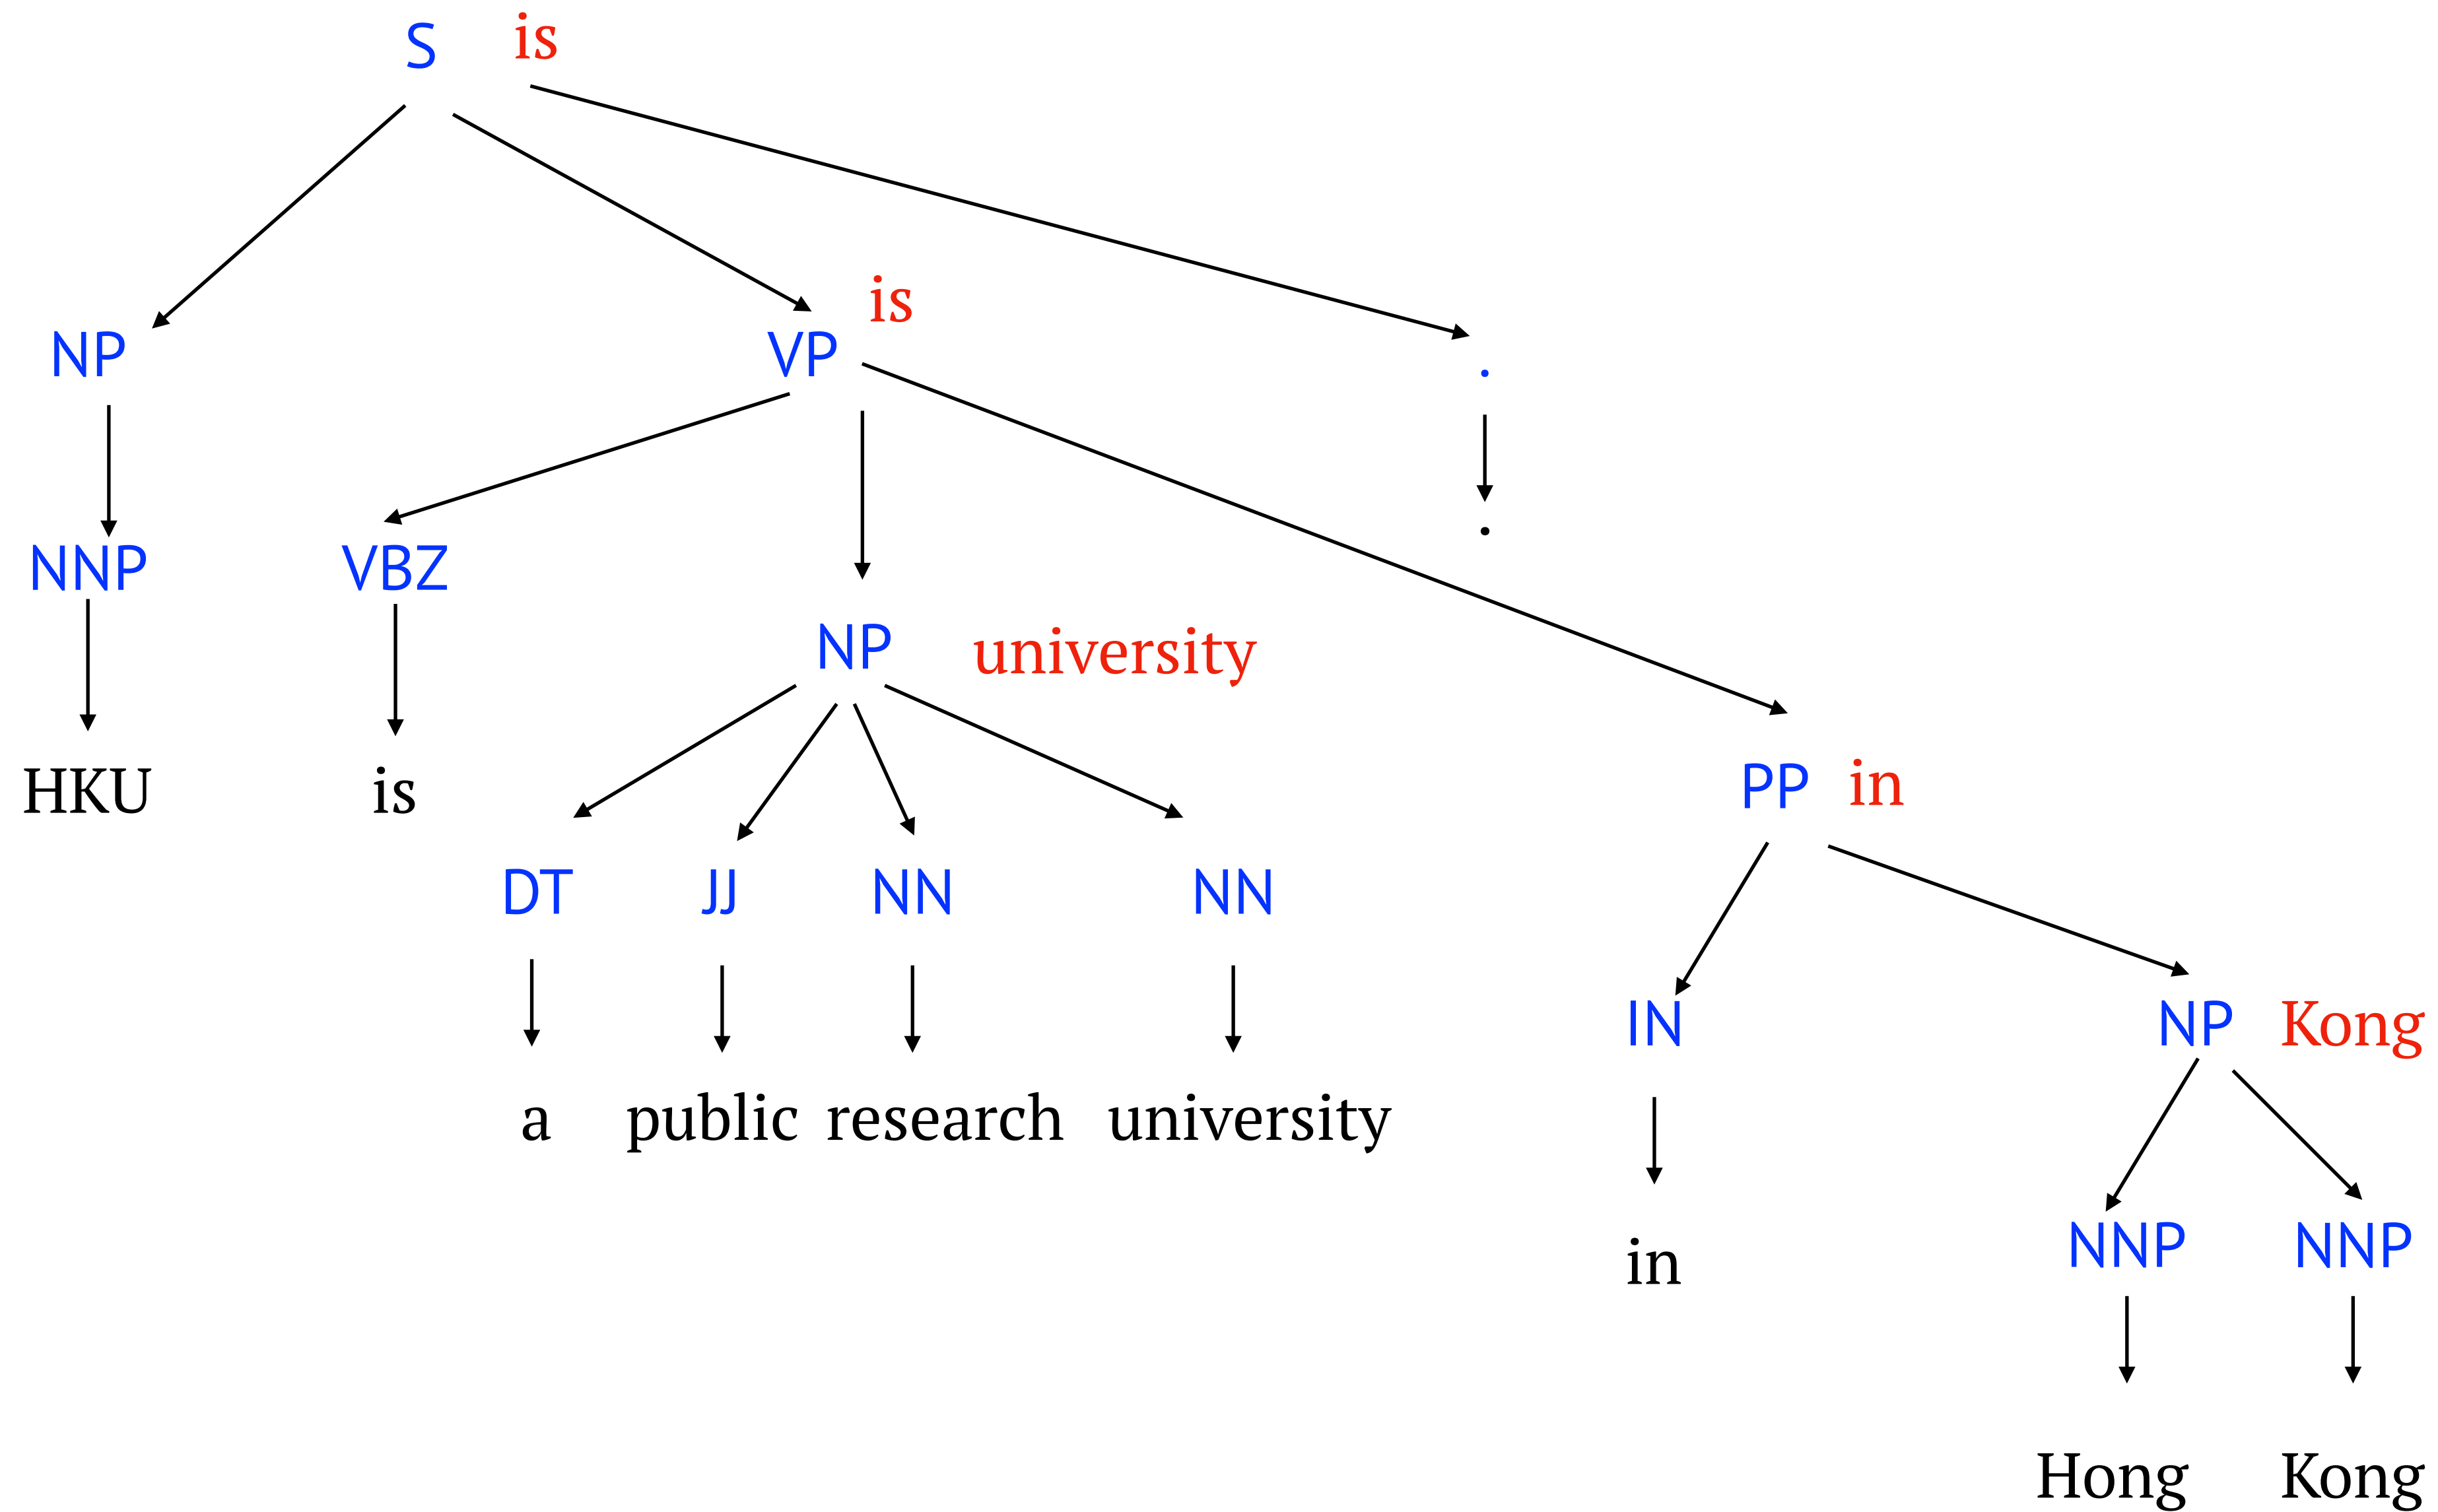 S is
NP VP is .
NNP VBZ .
NP university
HKU is PP in
DT JJ NN NN
IN NP Kong
a public research university
in NNP NNP
Hong Kong